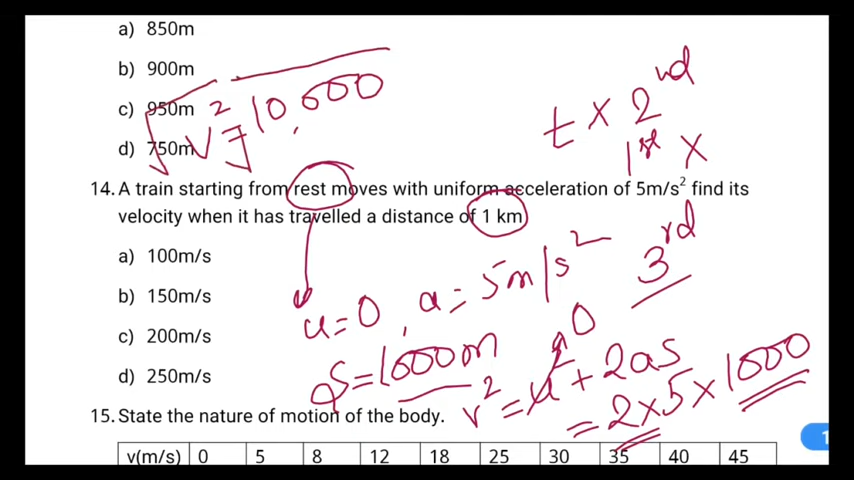 a) 850m
b) 900m
c) 950m
d) 750m
√v² = √10,000
t × 2nd
1st ×
14. A train starting from rest moves with uniform acceleration of 5m/s² find its
velocity when it has travelled a distance of 1 km
a) 100m/s
b) 150m/s
c) 200m/s
d) 250m/s
u = 0, a = 5m/s²
3rd
S = 1000m
0
v² = u² + 2as
= 2 × 5 × 1000
15. State the nature of motion of the body.
v(m/s) 0 5 8 12 18 25 30 35 40 45
1